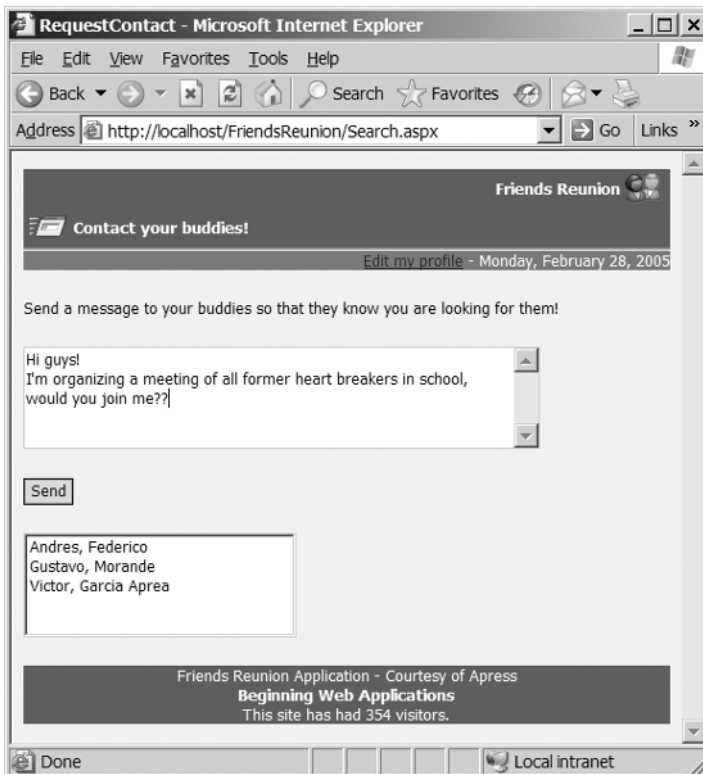 RequestContact - Microsoft Internet Explorer
File Edit View Favorites Tools Help
Back Search Favorites
Address http://localhost/FriendsReunion/Search.aspx Go Links »
Friends Reunion
Contact your buddies!
Edit my profile - Monday, February 28, 2005
Send a message to your buddies so that they know you are looking for them!
Hi guys!
I'm organizing a meeting of all former heart breakers in school,
would you join me??
Send
Andres, Federico
Gustavo, Morande
Victor, Garcia Aprea
Friends Reunion Application - Courtesy of Apress
Beginning Web Applications
This site has had 354 visitors.
Done Local intranet